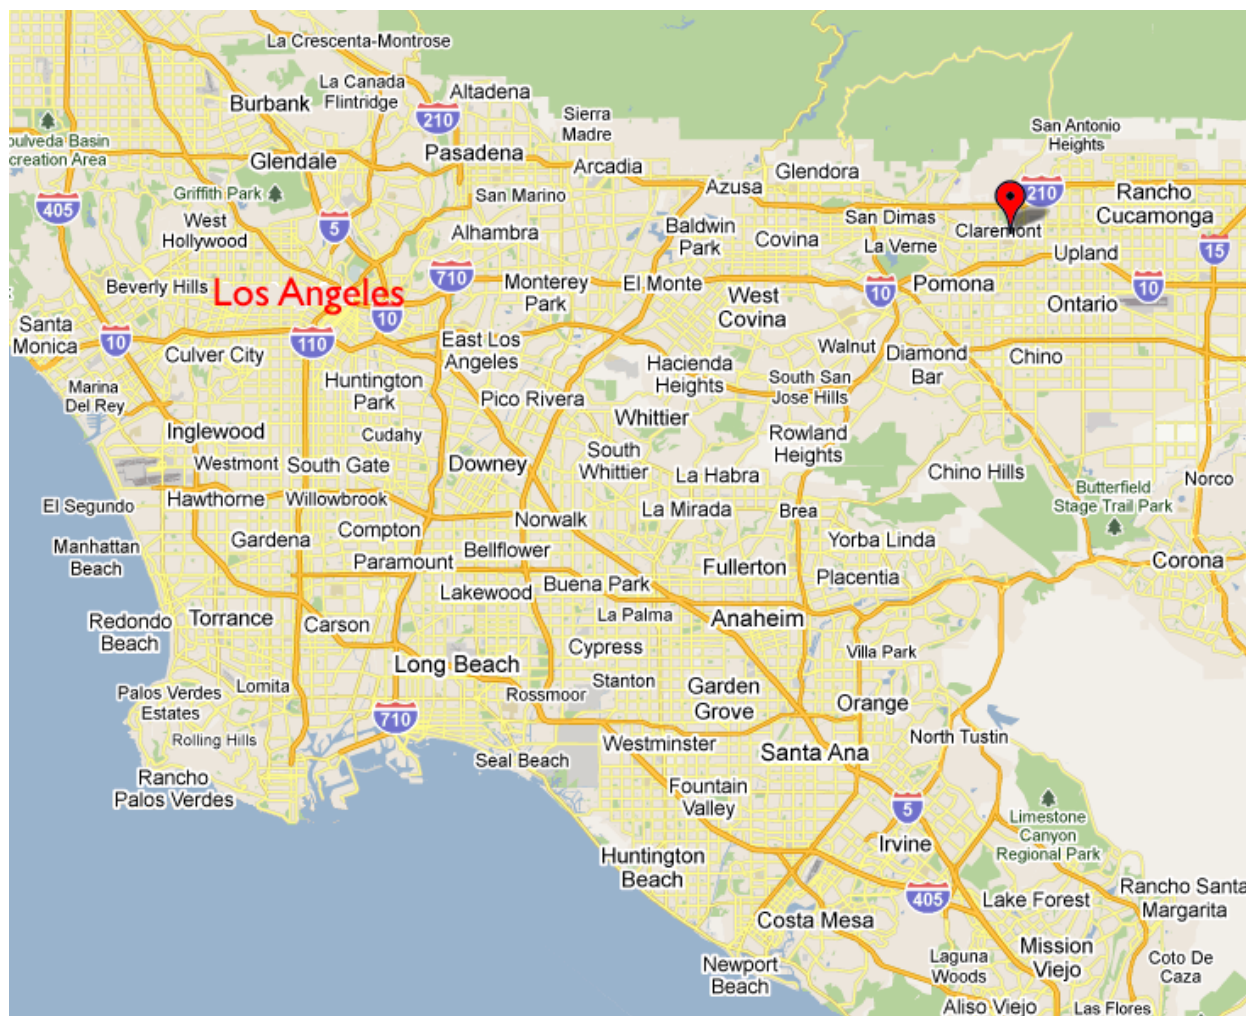 La Crescenta-Montrose
La Canada
Flintridge
Altadena
Burbank
210
Sierra
Madre
San Antonio
Heights
pulveda Basin
creation Area
Glendale
Pasadena
Arcadia
Glendora
Azusa
Griffith Park
San Marino
210
Rancho
Cucamonga
405
West
Hollywood
5
Alhambra
Baldwin
Park
Covina
San Dimas
La Verne
Claremont
Upland
15
Beverly Hills
Los Angeles
710
Monterey
Park
El Monte
West
Covina
10
Pomona
10
Ontario
Santa
Monica
10
110
10
Culver City
East Los
Angeles
Hacienda
Heights
Walnut
Diamond
Bar
Chino
Marina
Del Rey
Huntington
Park
Pico Rivera
South San
Jose Hills
Whittier
Inglewood
Cudahy
Rowland
Heights
Westmont
South Gate
Downey
South
Whittier
La Habra
Chino Hills
Norco
Hawthorne
Willowbrook
Butterfield
Stage Trail Park
El Segundo
Compton
Norwalk
La Mirada
Brea
Manhattan
Beach
Gardena
Bellflower
Yorba Linda
Paramount
Fullerton
Placentia
Corona
Lakewood
Buena Park
Redondo
Beach
Torrance
Carson
La Palma
Anaheim
Long Beach
Cypress
Villa Park
Palos Verdes
Estates
Lomita
Rossmoor
Stanton
Garden
Grove
Orange
710
Rolling Hills
Westminster
Santa Ana
North Tustin
Rancho
Palos Verdes
Seal Beach
Fountain
Valley
5
Limestone
Canyon
Regional Park
Irvine
Huntington
Beach
405
Lake Forest
Rancho Santa
Margarita
Costa Mesa
Mission
Viejo
Newport
Beach
Laguna
Woods
Coto De
Caza
Aliso Viejo
Las Flores